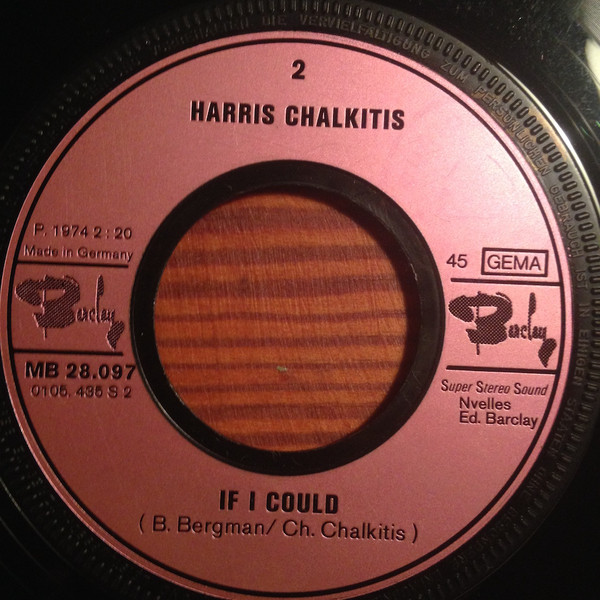 AUSNAHMEN DIE VERVIELFÄLTIGUNG ZUM PERSÖNLICHEN GEBRAUCH IST IN EINIGEN
2
HARRIS CHALKITIS
P. 1974 2:20
Made in Germany
Barclay
MB 28.097
0105, 435 S 2
45 GEMA
Barclay
Super Stereo Sound
Nvelles
Ed. Barclay
IF I COULD
( B. Bergman/ Ch. Chalkitis )